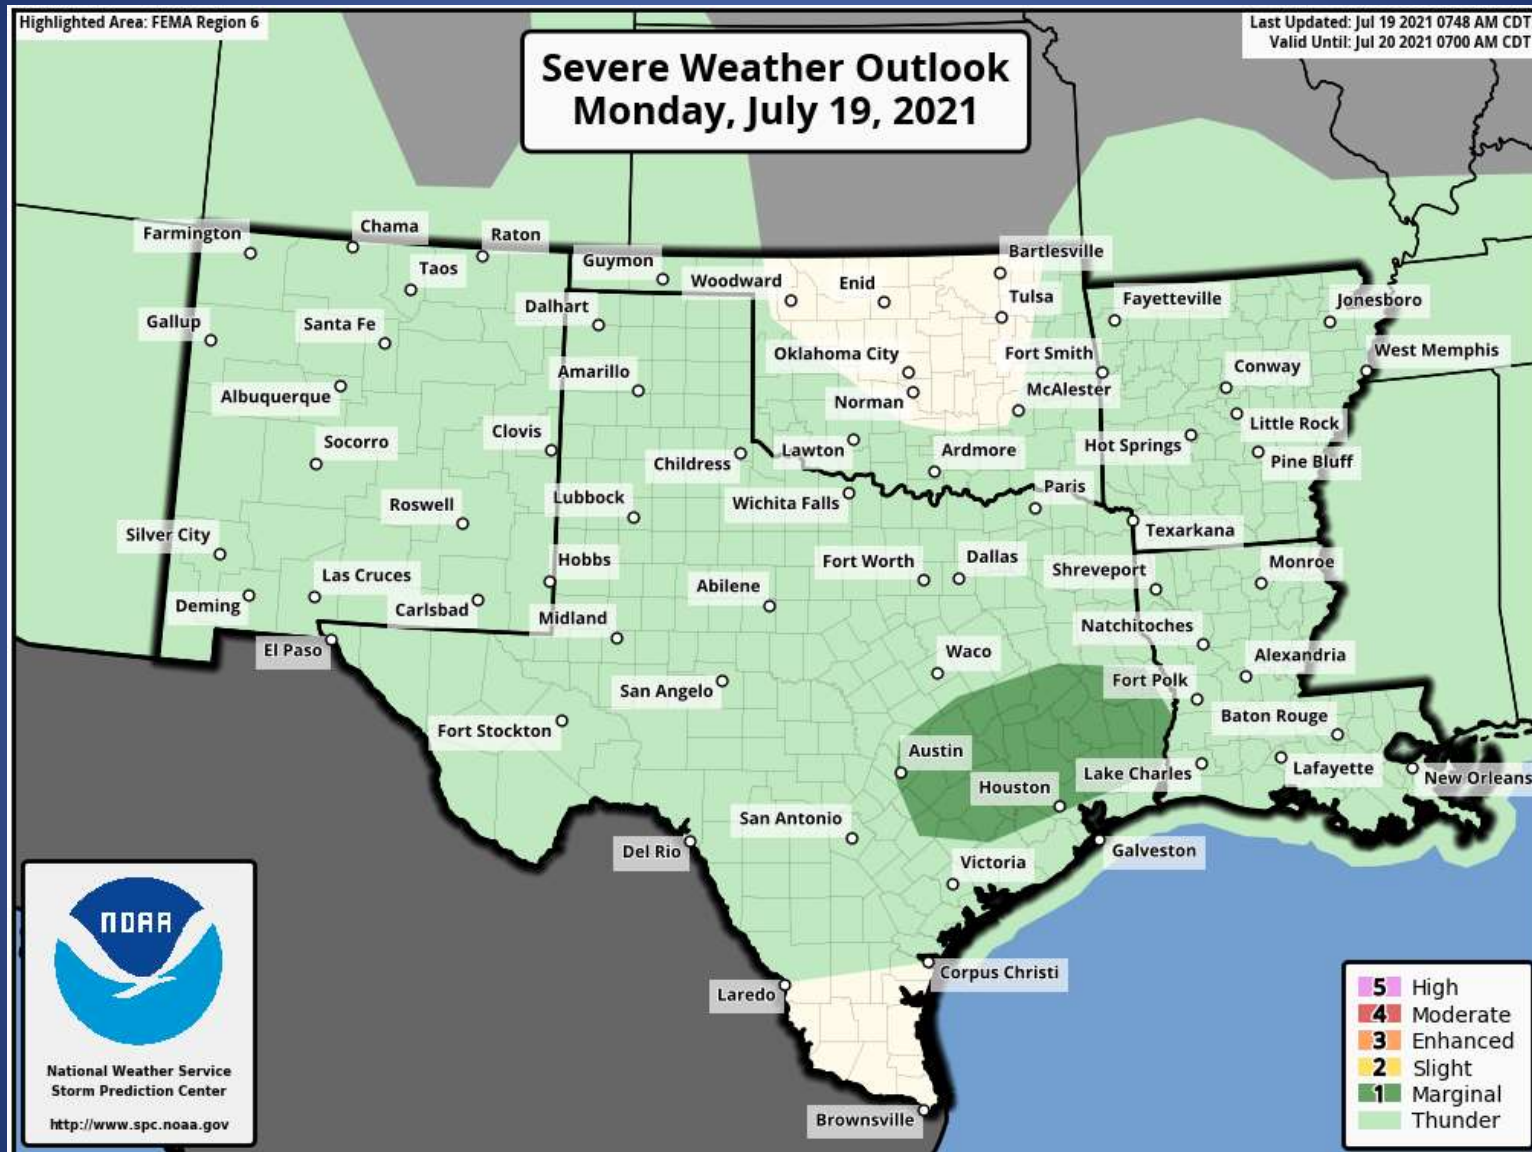 Highlighted Area: FEMA Region 6
Last Updated: Jul 19 2021 0748 AM CDT
Valid Until: Jul 20 2021 0700 AM CDT
Severe Weather Outlook
Monday, July 19, 2021
Farmington
Chama
Raton
Taos
Guymon
Woodward
Enid
Bartlesville
Tulsa
Fayetteville
Jonesboro
Gallup
Santa Fe
Dalhart
Oklahoma City
Fort Smith
West Memphis
Albuquerque
Amarillo
Norman
McAlester
Conway
Little Rock
Socorro
Clovis
Childress
Lawton
Ardmore
Hot Springs
Pine Bluff
Roswell
Lubbock
Wichita Falls
Paris
Texarkana
Silver City
Las Cruces
Hobbs
Fort Worth
Dallas
Shreveport
Monroe
Deming
Carlsbad
Midland
Abilene
Natchitoches
El Paso
San Angelo
Waco
Alexandria
Fort Polk
Fort Stockton
Baton Rouge
Austin
Houston
Lake Charles
Lafayette
New Orleans
San Antonio
Del Rio
Victoria
Galveston
Laredo
Corpus Christi
Brownsville
NOAA
National Weather Service
Storm Prediction Center
http://www.spc.noaa.gov
5 High
4 Moderate
3 Enhanced
2 Slight
1 Marginal
Thunder